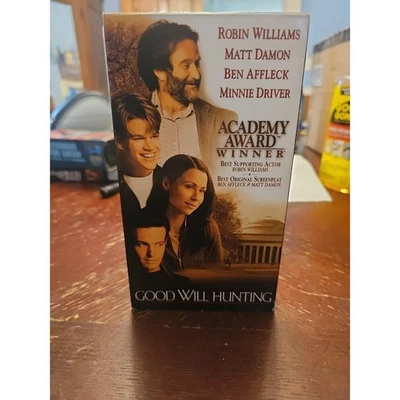 ROBIN WILLIAMS
MATT DAMON
BEN AFFLECK
MINNIE DRIVER
ACADEMY
AWARD™
WINNER
BEST SUPPORTING ACTOR
ROBIN WILLIAMS
BEST ORIGINAL SCREENPLAY
BEN AFFLECK & MATT DAMON
GOOD WILL HUNTING